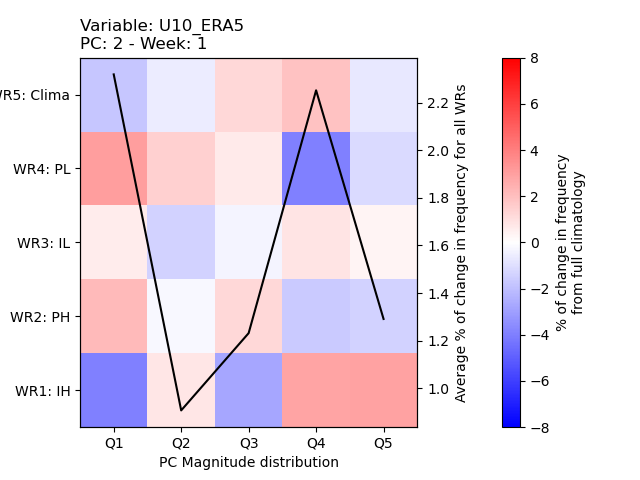 Variable: U10_ERA5
PC: 2 - Week: 1
WR5: Clima
WR4: PL
WR3: IL
WR2: PH
WR1: IH
Q1 Q2 Q3 Q4 Q5
PC Magnitude distribution
2.2
2.0
1.8
1.6
1.4
1.2
1.0
Average % of change in frequency for all WRs
8
6
4
2
0
−2
−4
−6
−8
% of change in frequency
from full climatology